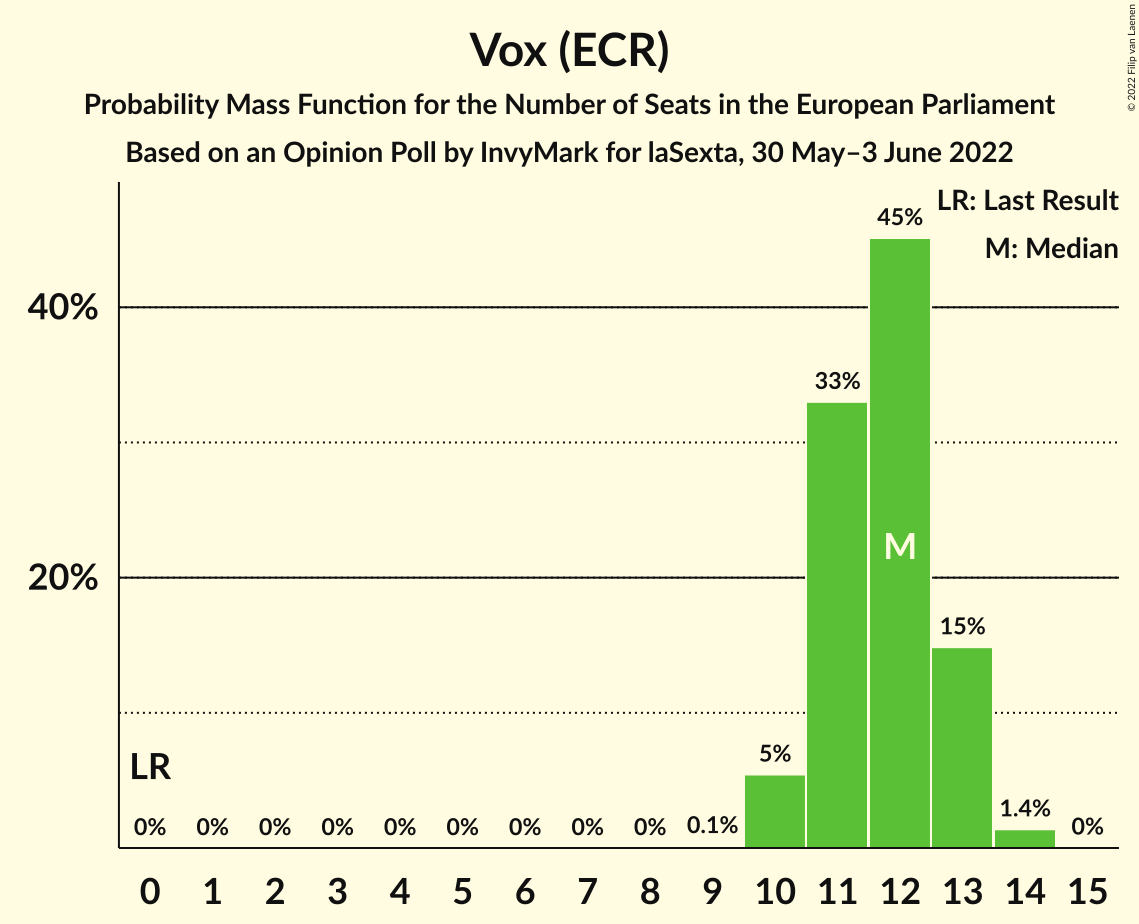 Vox (ECR)
Probability Mass Function for the Number of Seats in the European Parliament
Based on an Opinion Poll by InvyMark for laSexta, 30 May–3 June 2022
© 2022 Filip van Laenen
LR: Last Result
M: Median
45%
40%
33%
M
20%
15%
LR
5%
0% 0% 0% 0% 0% 0% 0% 0% 0% 0.1% 1.4% 0%
0 1 2 3 4 5 6 7 8 9 10 11 12 13 14 15